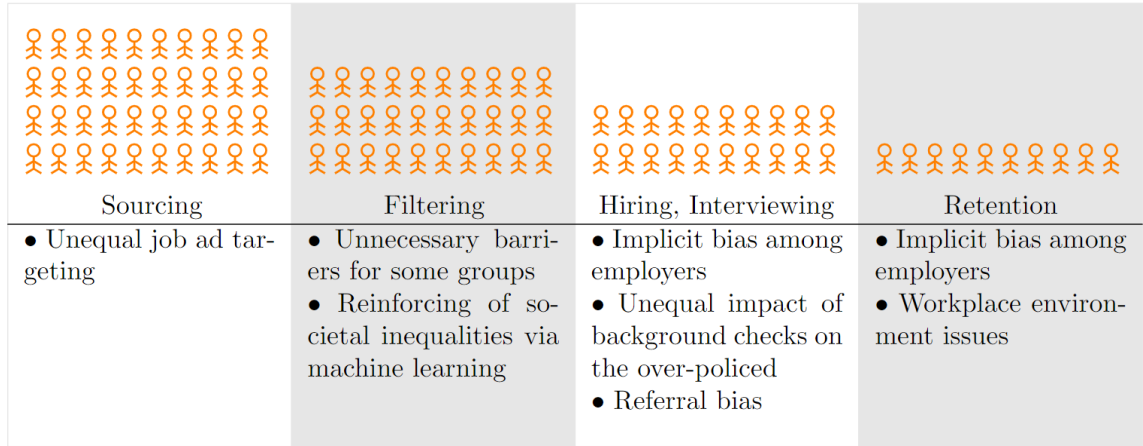 Sourcing
Filtering
Hiring, Interviewing
Retention
• Unequal job ad tar-
geting
• Unnecessary barri-
ers for some groups
• Reinforcing of so-
cietal inequalities via
machine learning
• Implicit bias among
employers
• Unequal impact of
background checks on
the over-policed
• Referral bias
• Implicit bias among
employers
• Workplace environ-
ment issues